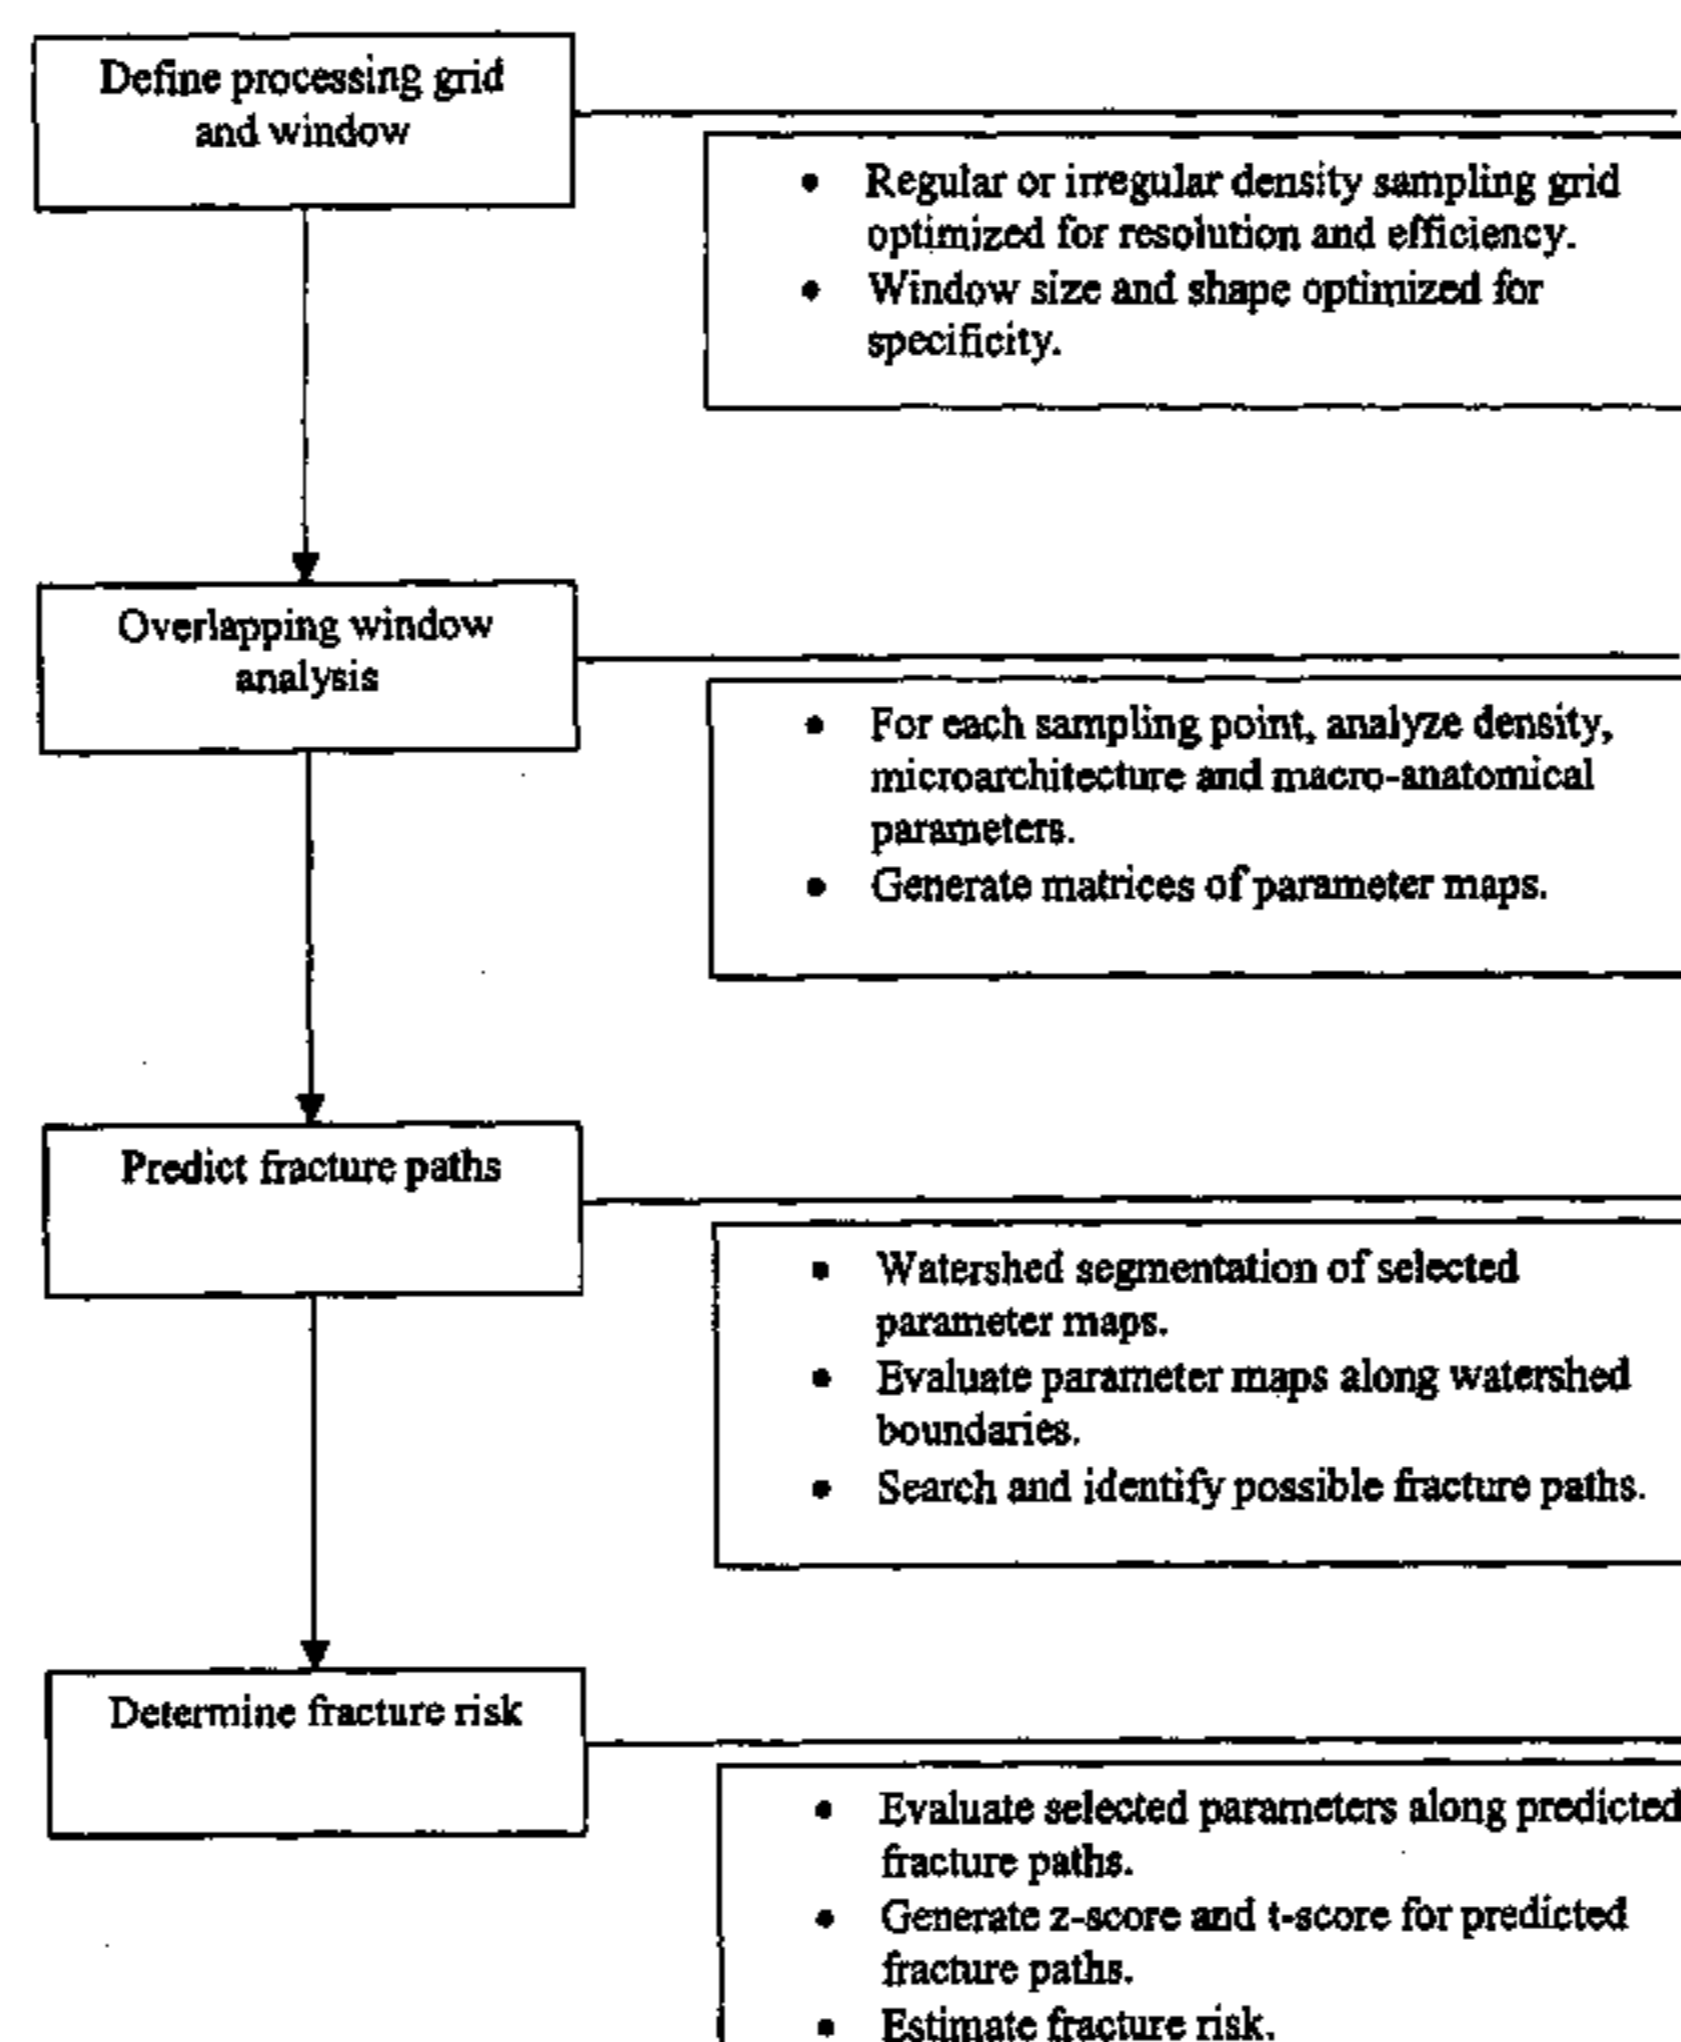 Define processing grid
and window
• Regular or irregular density sampling grid
optimized for resolution and efficiency.
• Window size and shape optimized for
specificity.
Overlapping window
analysis
• For each sampling point, analyze density,
microarchitecture and macro-anatomical
parameters.
• Generate matrices of parameter maps.
Predict fracture paths
• Watershed segmentation of selected
parameter maps.
• Evaluate parameter maps along watershed
boundaries.
• Search and identify possible fracture paths.
Determine fracture risk
• Evaluate selected parameters along predicted
fracture paths.
• Generate z-score and t-score for predicted
fracture paths.
• Estimate fracture risk.